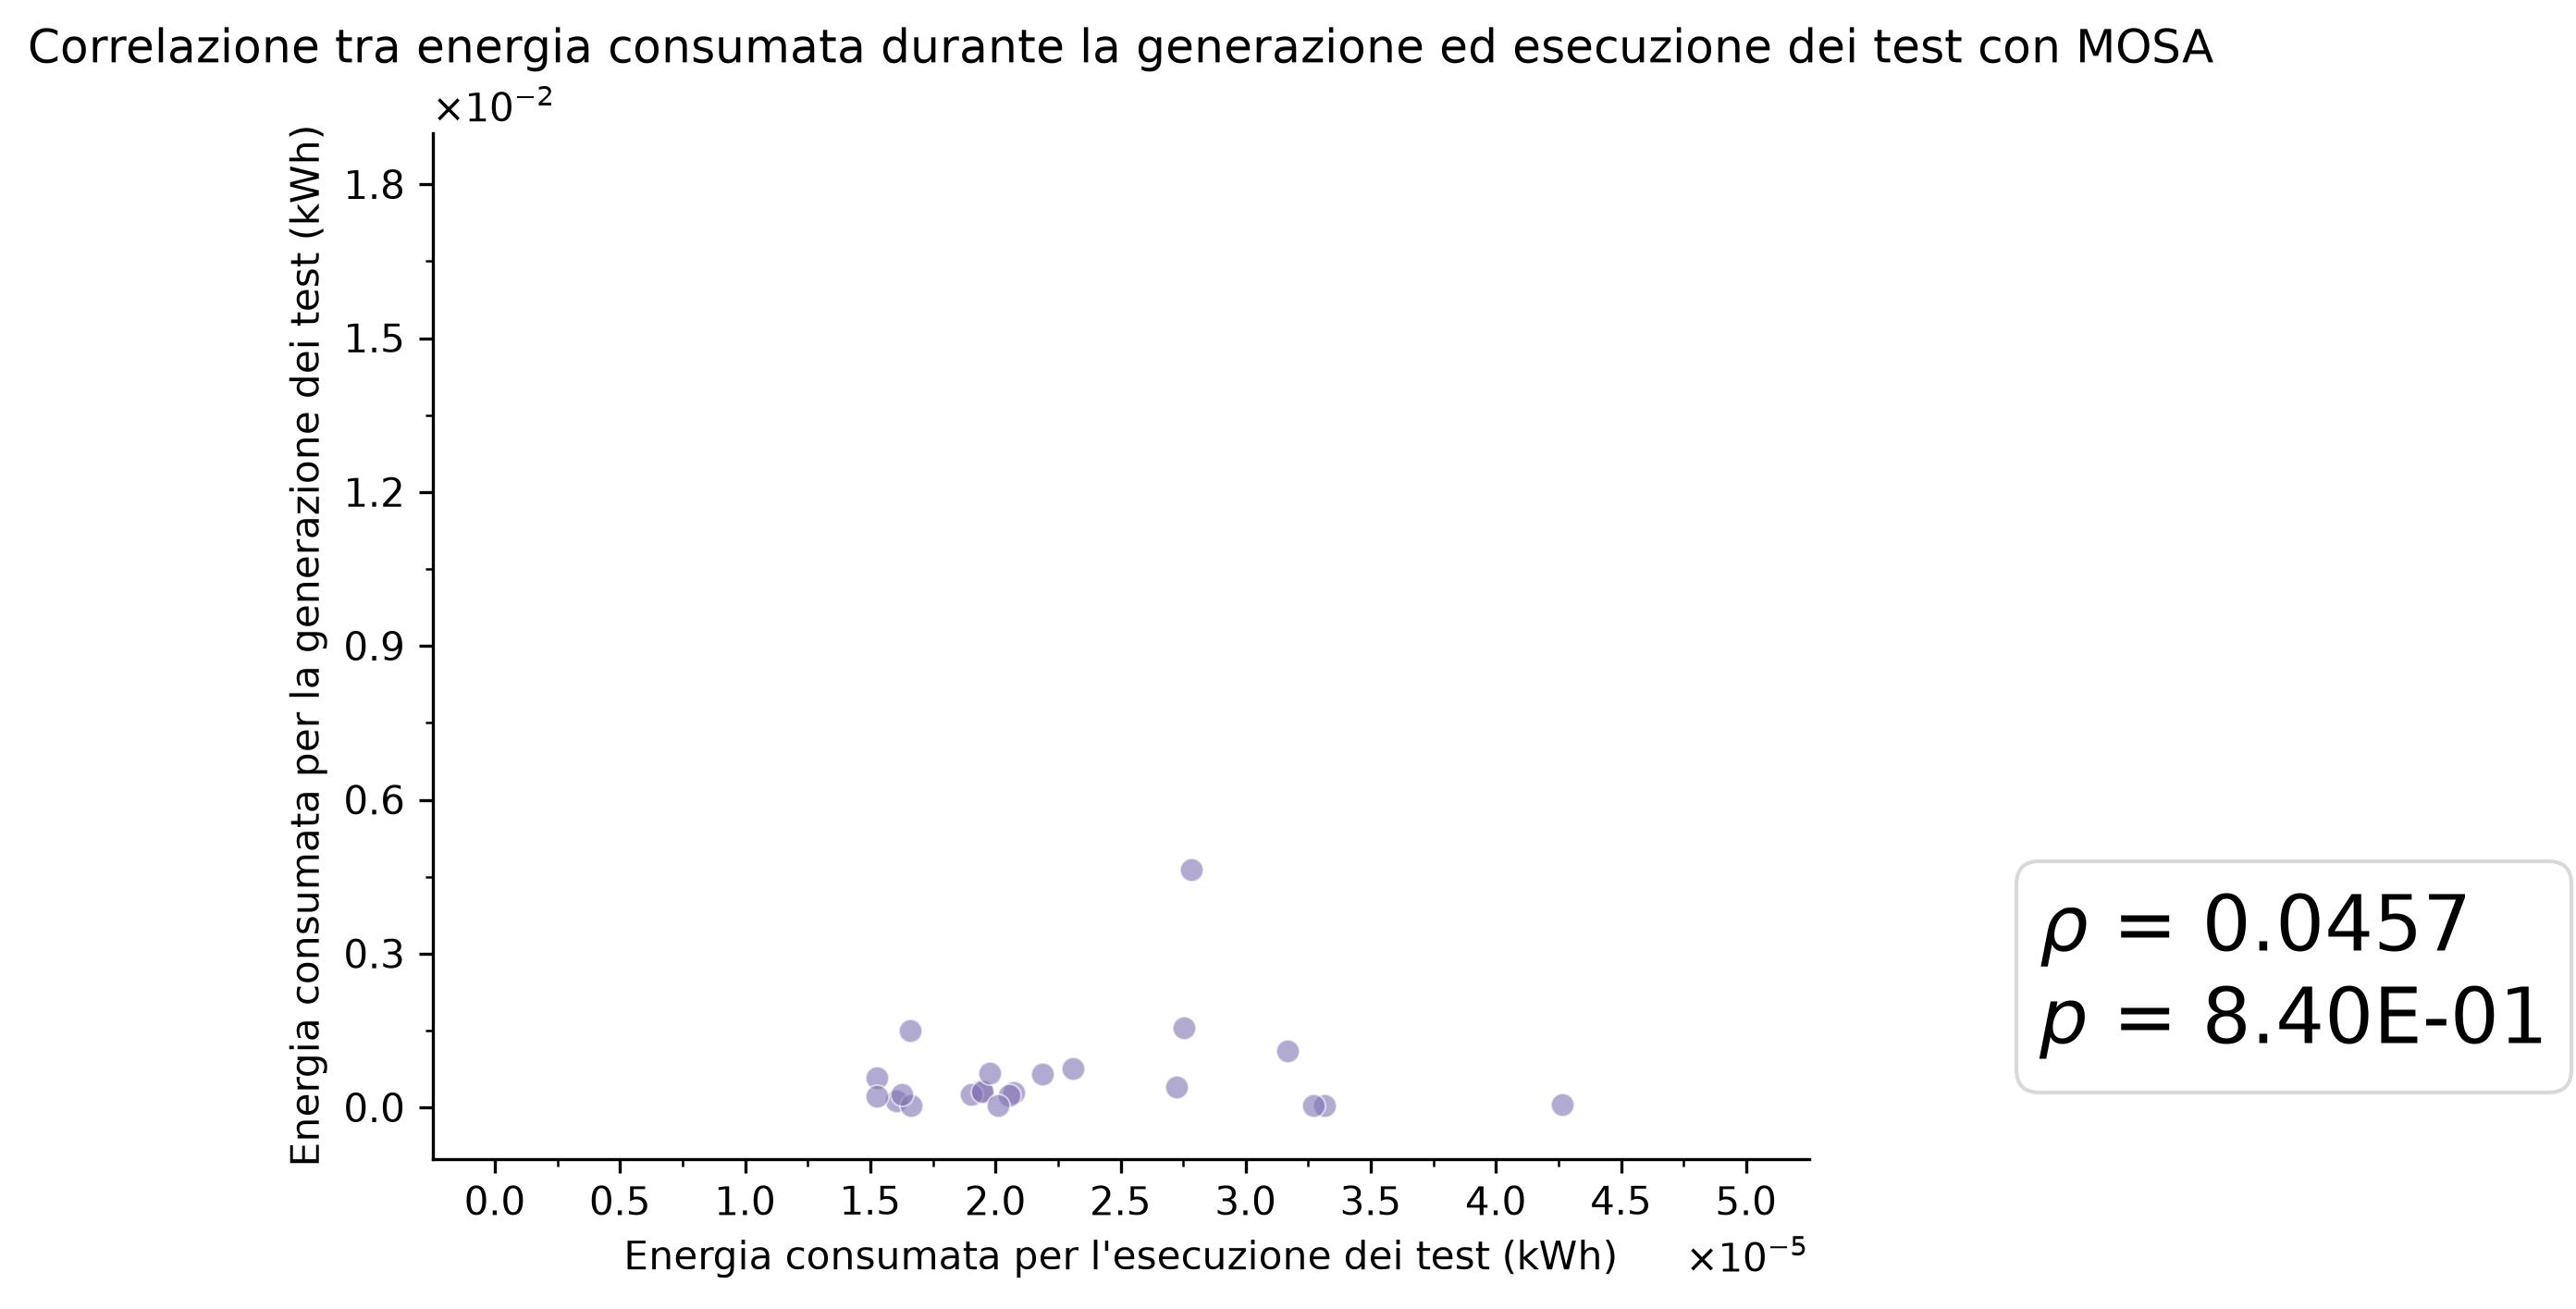 Correlazione tra energia consumata durante la generazione ed esecuzione dei test con MOSA
×10⁻²
Energia consumata per la generazione dei test (kWh)
1.8
1.5
1.2
0.9
0.6
0.3
0.0
0.0 0.5 1.0 1.5 2.0 2.5 3.0 3.5 4.0 4.5 5.0
Energia consumata per l'esecuzione dei test (kWh) ×10⁻⁵
ρ = 0.0457
p = 8.40E-01